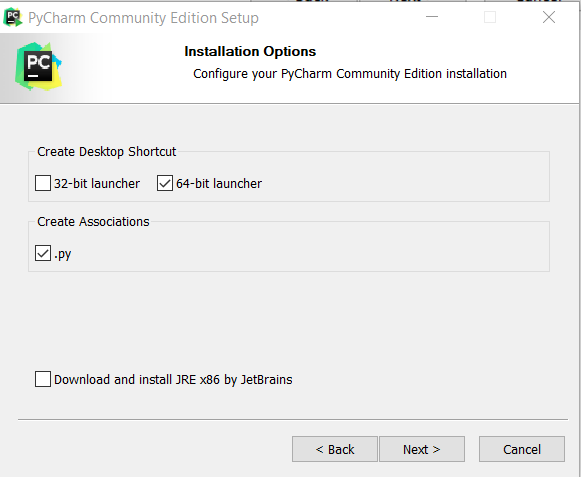 PyCharm Community Edition Setup
PC
Installation Options
Configure your PyCharm Community Edition installation
Create Desktop Shortcut
32-bit launcher 64-bit launcher
Create Associations
.py
Download and install JRE x86 by JetBrains
< Back Next > Cancel